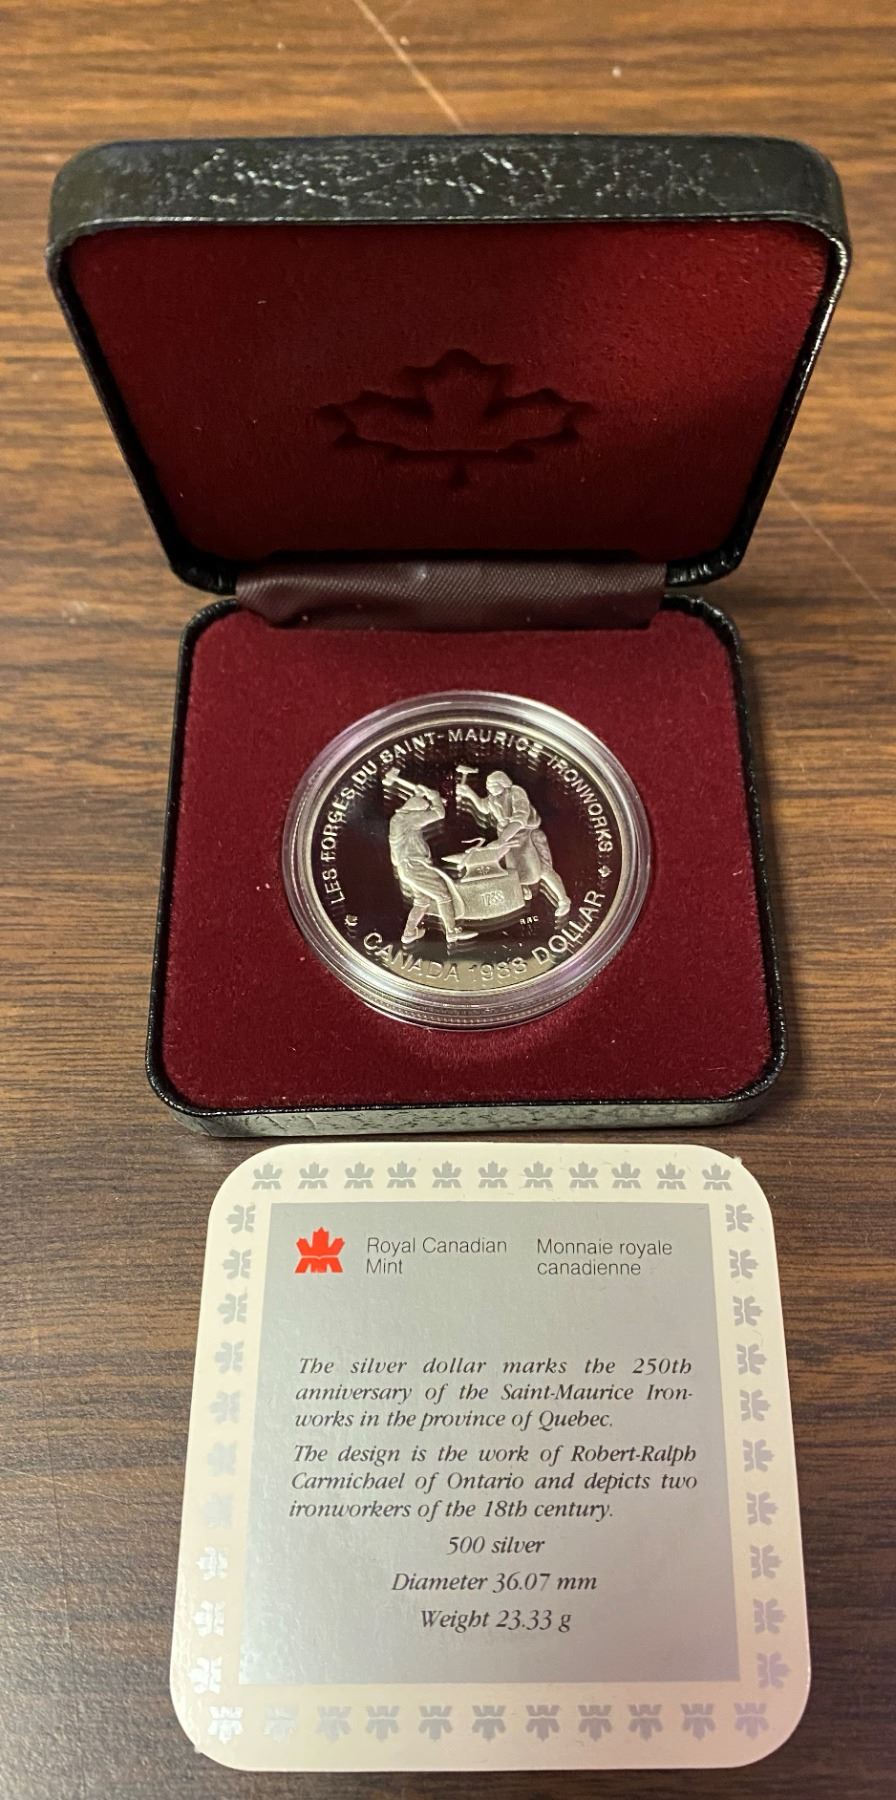 LES FORGES DU SAINT-MAURICE IRONWORKS
CANADA 1988 DOLLAR
RRC
Royal Canadian
Mint
Monnaie royale
canadienne
The silver dollar marks the 250th
anniversary of the Saint-Maurice Iron-
works in the province of Quebec.
The design is the work of Robert-Ralph
Carmichael of Ontario and depicts two
ironworkers of the 18th century.
500 silver
Diameter 36.07 mm
Weight 23.33 g